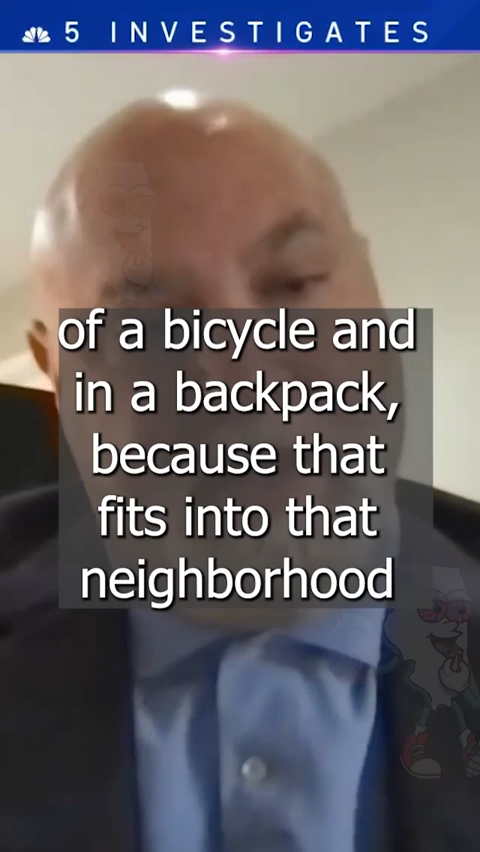 5 INVESTIGATES
of a bicycle and
in a backpack,
because that
fits into that
neighborhood